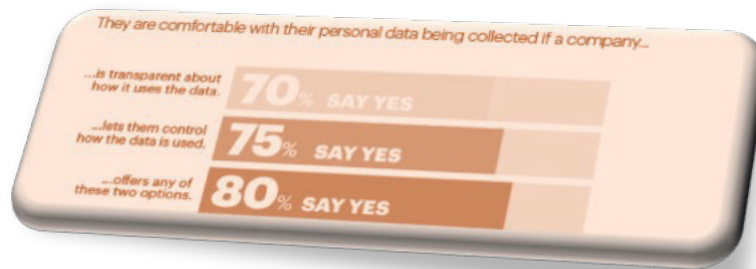 They are comfortable with their personal data being collected if a company...
...is transparent about
how it uses the data.
70% SAY YES
...lets them control
how the data is used.
75% SAY YES
...offers any of
these two options.
80% SAY YES